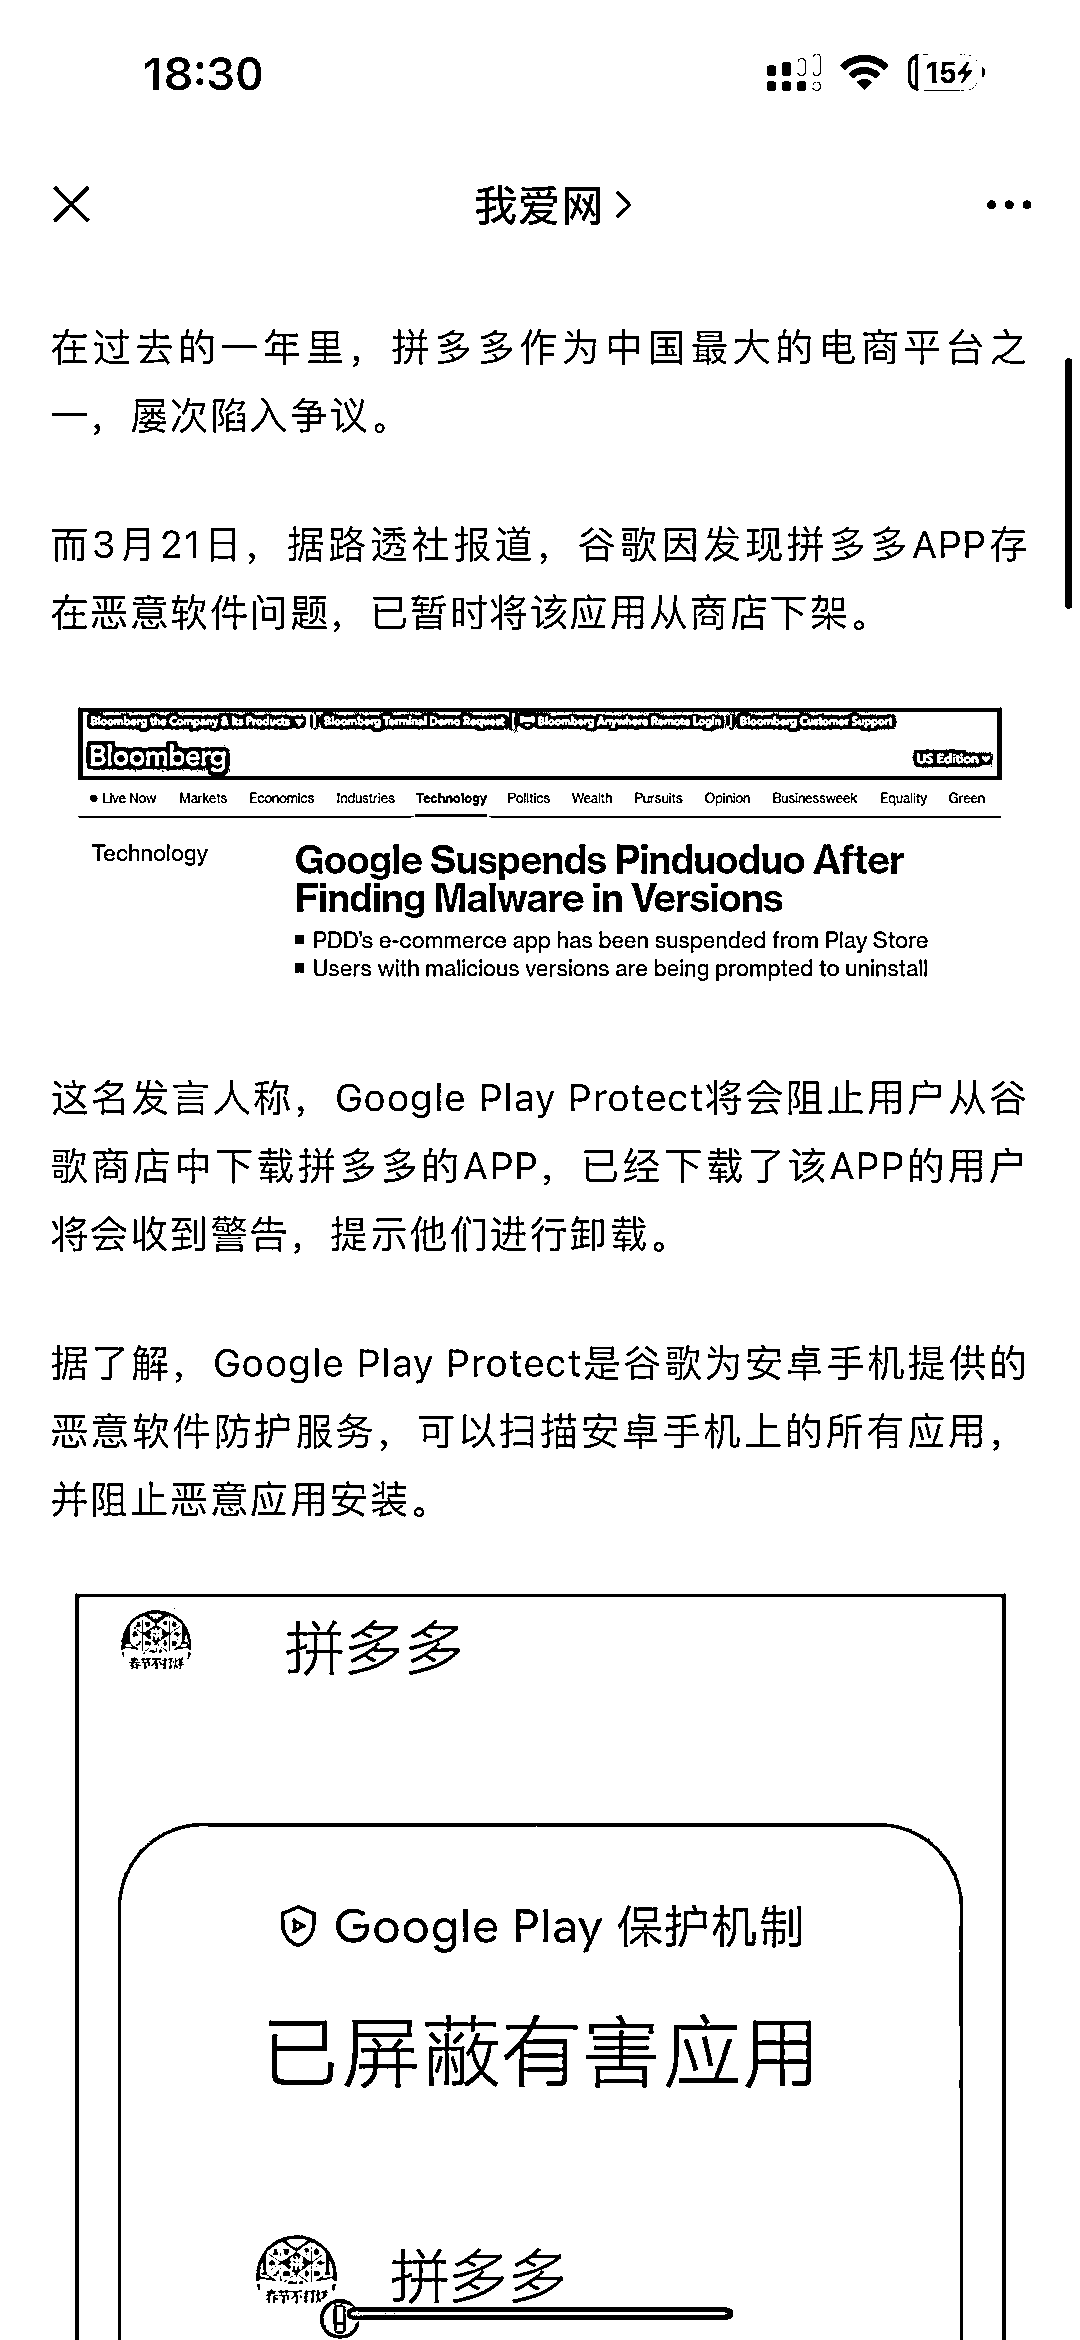 18:30
15
我爱网
在过去的一年里，拼多多作为中国最大的电商平台之
一，屡次陷入争议。
而3月21日，据路透社报道，谷歌因发现拼多多APP存
在恶意软件问题，已暂时将该应用从商店下架。
Bloomberg the Company & Its Products Bloomberg Terminal Demo Request Bloomberg Anywhere Remote Login Bloomberg Customer Support
Bloomberg
US Edition
Live Now Markets Economics Industries Technology Politics Wealth Pursuits Opinion Businessweek Equality Green
Technology
Google Suspends Pinduoduo After
Finding Malware in Versions
PDD's e-commerce app has been suspended from Play Store
Users with malicious versions are being prompted to uninstall
这名发言人称，Google Play Protect将会阻止用户从谷
歌商店中下载拼多多的APP，已经下载了该APP的用户
将会收到警告，提示他们进行卸载。
据了解，Google Play Protect是谷歌为安卓手机提供的
恶意软件防护服务，可以扫描安卓手机上的所有应用，
并阻止恶意应用安装。
春节不打烊
拼多多
Google Play 保护机制
已屏蔽有害应用
春节不打烊
拼多多